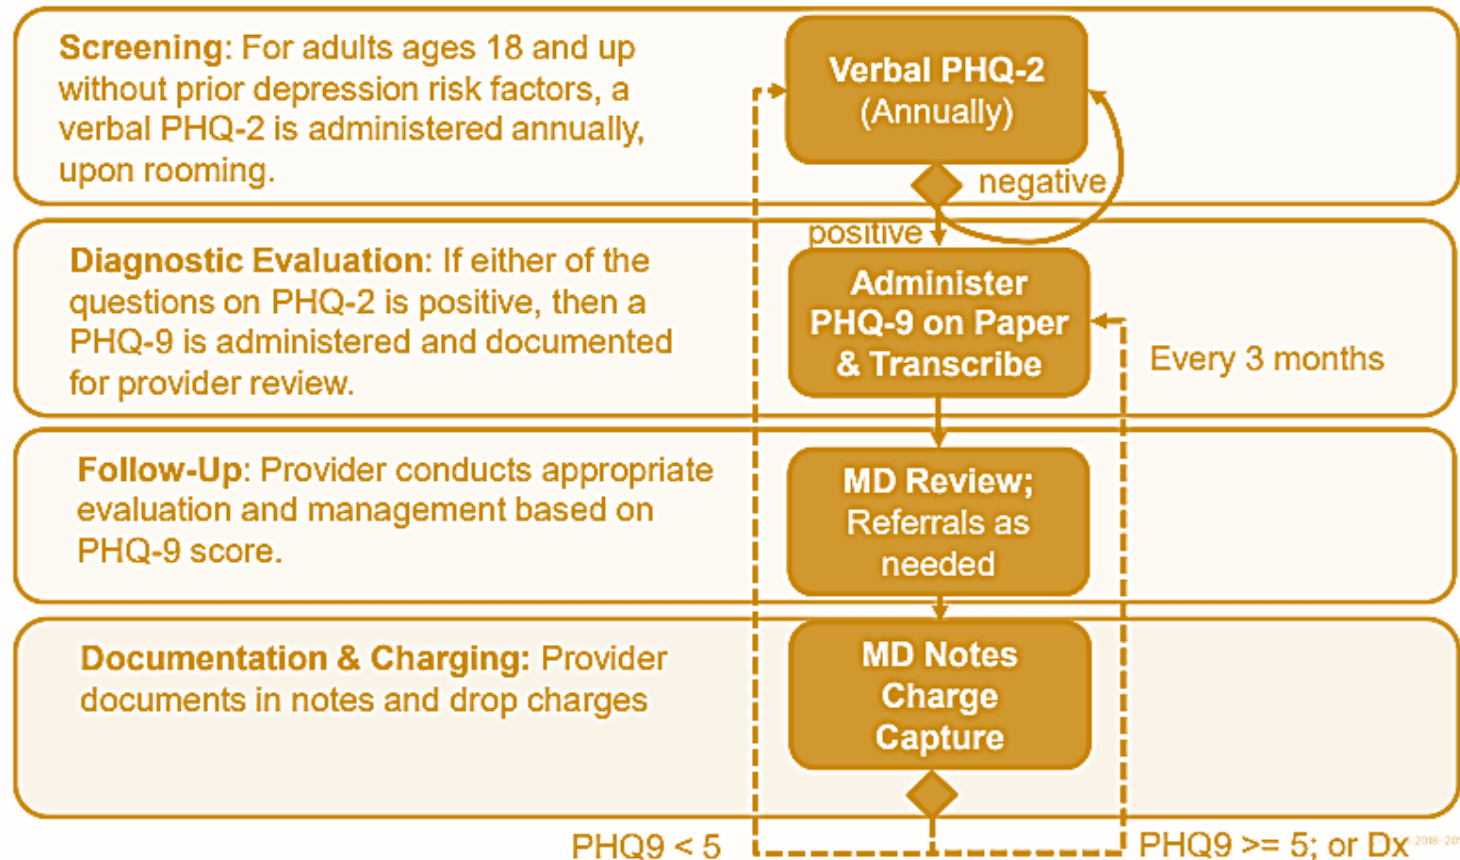 Screening: For adults ages 18 and up
without prior depression risk factors, a
verbal PHQ-2 is administered annually,
upon rooming.
Verbal PHQ-2
(Annually)
negative
positive
Diagnostic Evaluation: If either of the
questions on PHQ-2 is positive, then a
PHQ-9 is administered and documented
for provider review.
Administer
PHQ-9 on Paper
& Transcribe
Every 3 months
Follow-Up: Provider conducts appropriate
evaluation and management based on
PHQ-9 score.
MD Review;
Referrals as
needed
Documentation & Charging: Provider
documents in notes and drop charges
MD Notes
Charge
Capture
PHQ9 < 5
PHQ9 >= 5; or Dx